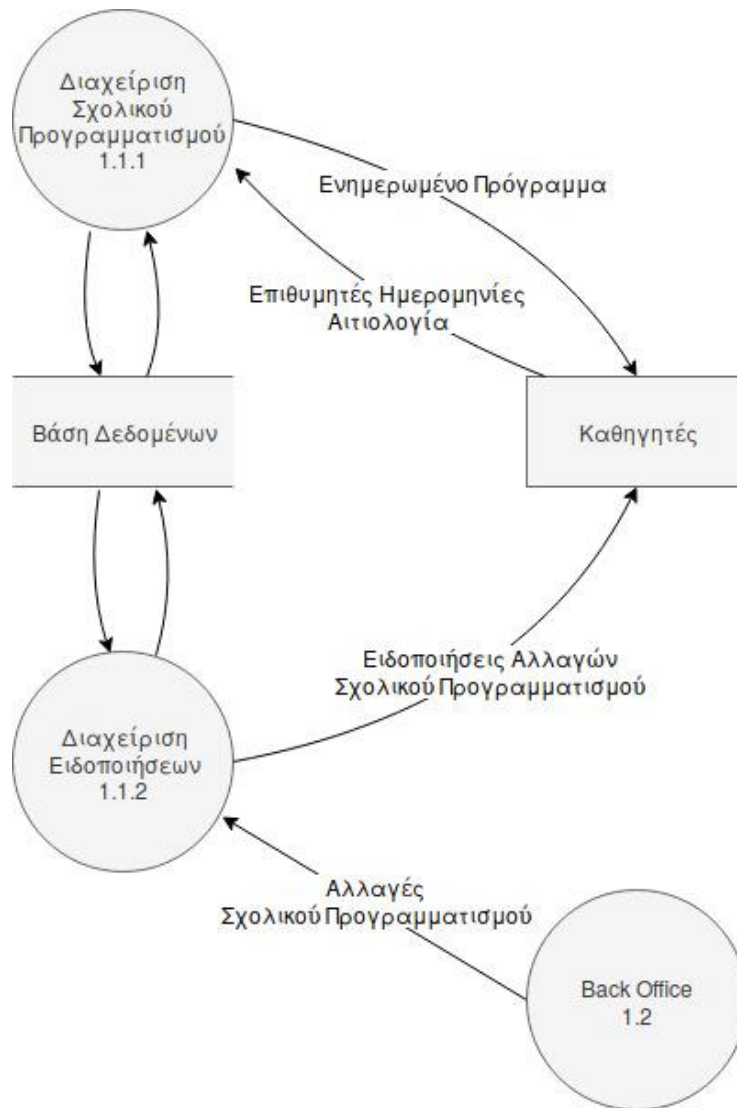 Διαχείριση
Σχολικού
Προγραμματισμού
1.1.1
Ενημερωμένο Πρόγραμμα
Επιθυμητές Ημερομηνίες
Αιτιολογία
Βάση Δεδομένων
Καθηγητές
Ειδοποιήσεις Αλλαγών
Σχολικού Προγραμματισμού
Διαχείριση
Ειδοποιήσεων
1.1.2
Αλλαγές
Σχολικού Προγραμματισμού
Back Office
1.2